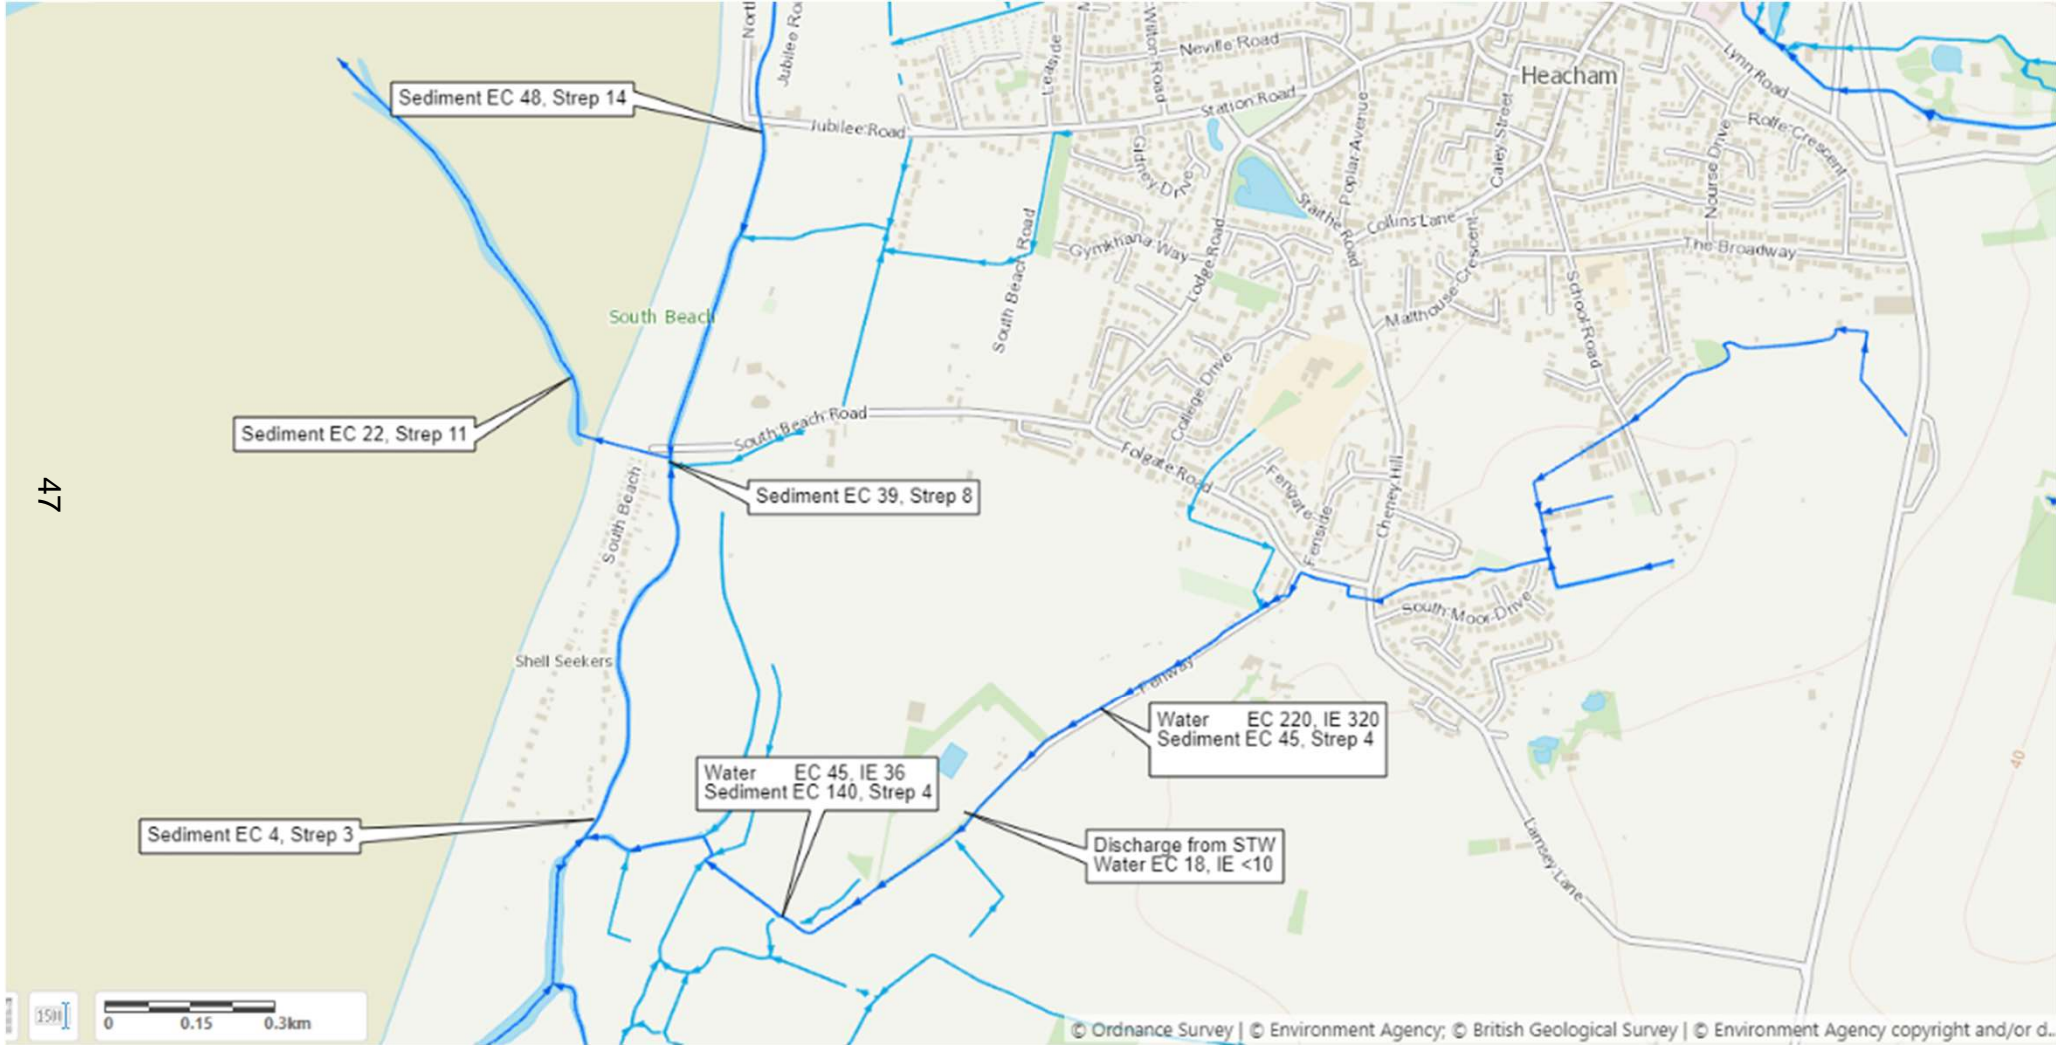 North
Jubilee Road
Leaside
Wilton Road
Neville Road
Heacham
Lynn Road
Sediment EC 48, Strep 14
Jubilee Road
Station Road
Gidney Drive
Poplar Avenue
Caley Street
Nourse Drive
Rolfe Crescent
Staithe Road
Collins Lane
South Beach Road
Gymkhana Way
Lodge Road
Malthouse Crescent
School Road
The Broadway
South Beach
College Drive
Sediment EC 22, Strep 11
South Beach Road
Folgate Road
Cheney Hill
47
South Beach
Sediment EC 39, Strep 8
Fengate
Fenside
South Moor Drive
Shell Seekers
Fenway
Water EC 220, IE 320
Sediment EC 45, Strep 4
Water EC 45, IE 36
Sediment EC 140, Strep 4
40
Sediment EC 4, Strep 3
Discharge from STW
Water EC 18, IE <10
Lamsey Lane
0 0.15 0.3km
© Ordnance Survey | © Environment Agency; © British Geological Survey | © Environment Agency copyright and/or d...